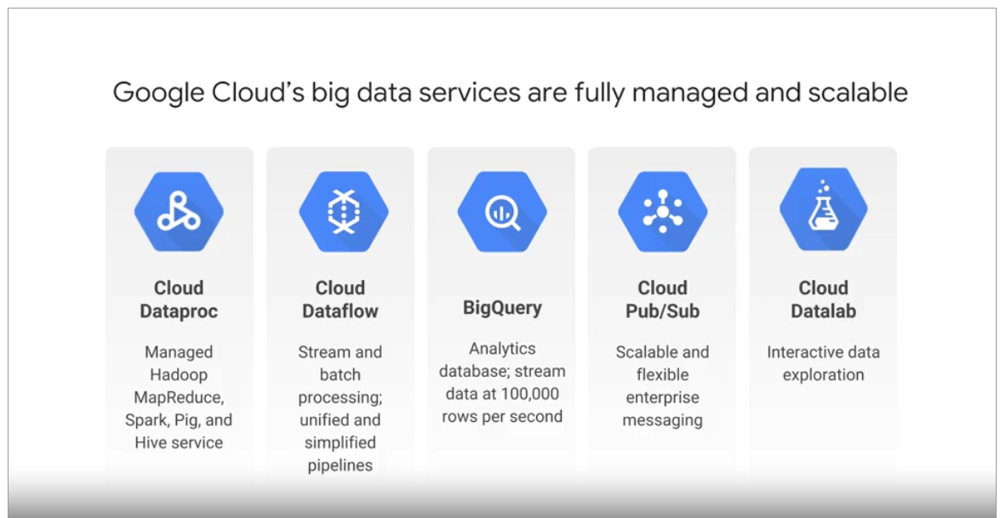 Google Cloud’s big data services are fully managed and scalable
Cloud
Dataproc
Managed
Hadoop
MapReduce,
Spark, Pig, and
Hive service
Cloud
Dataflow
Stream and
batch
processing;
unified and
simplified
pipelines
BigQuery
Analytics
database; stream
data at 100,000
rows per second
Cloud
Pub/Sub
Scalable and
flexible
enterprise
messaging
Cloud
Datalab
Interactive data
exploration